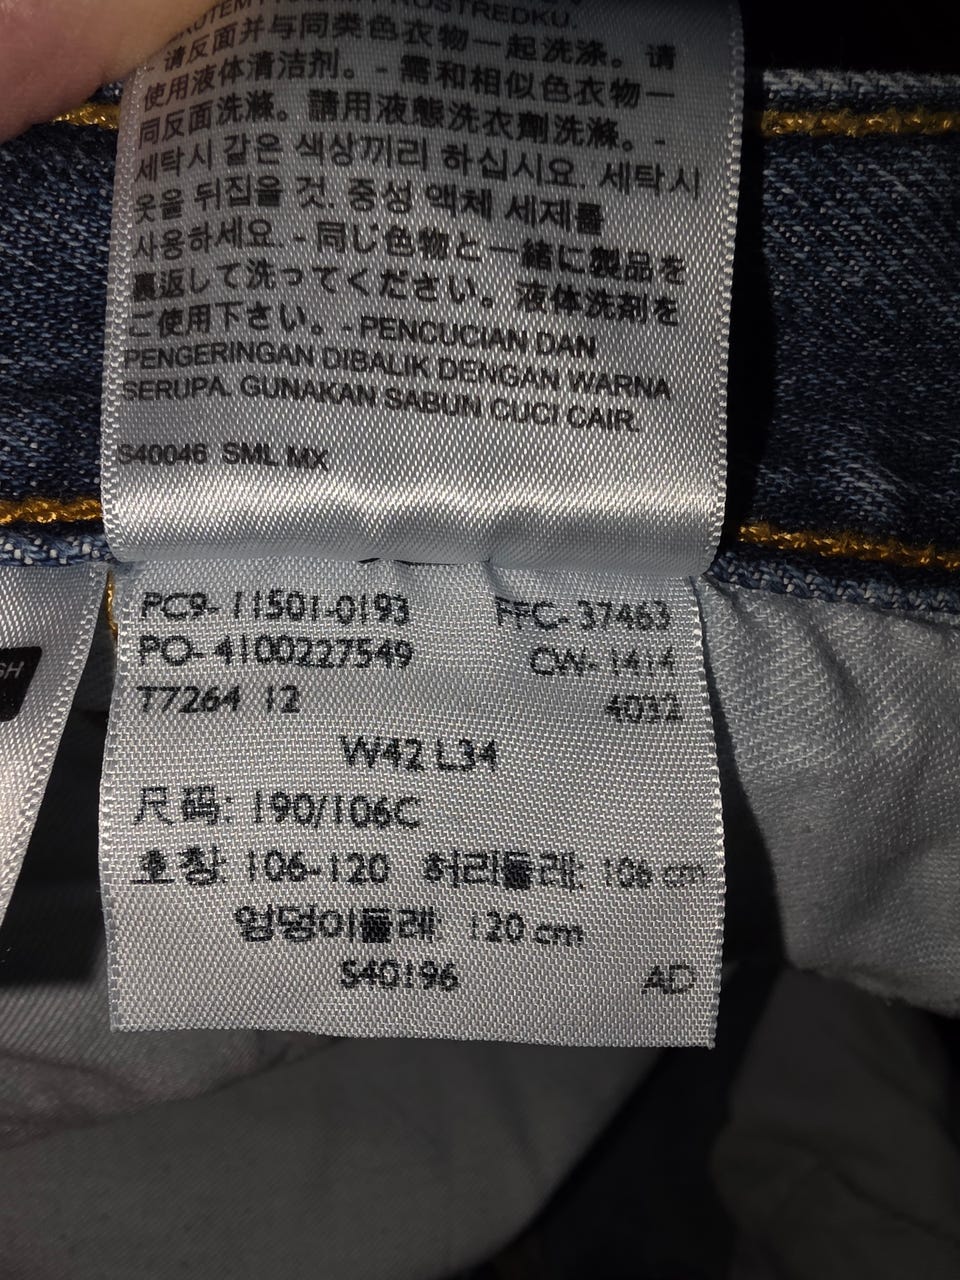 PROSTREDKU.
请反面并与同类色衣物一起洗涤。请
使用液体清洁剂。- 需和相似色衣物一
同反面洗滌。請用液態洗衣劑洗滌。-
세탁시 같은 색상끼리 하십시요. 세탁시
옷을 뒤집을 것. 중성 액체 세제를
사용하세요. - 同じ色物と一緒に製品を
裏返して洗ってください。液体洗剤を
ご使用下さい。- PENCUCIAN DAN
PENGERINGAN DIBALIK DENGAN WARNA
SERUPA. GUNAKAN SABUN CUCI CAIR.
S40046 SML MX
PC9- 11501-0193 FFC- 37463
PO- 4100227549 CW- 1414
T7264 12 4032
W42 L34
尺码: 190/106C
호칭: 106-120 허리둘레: 106 cm
엉덩이둘레: 120 cm
S40196 AD